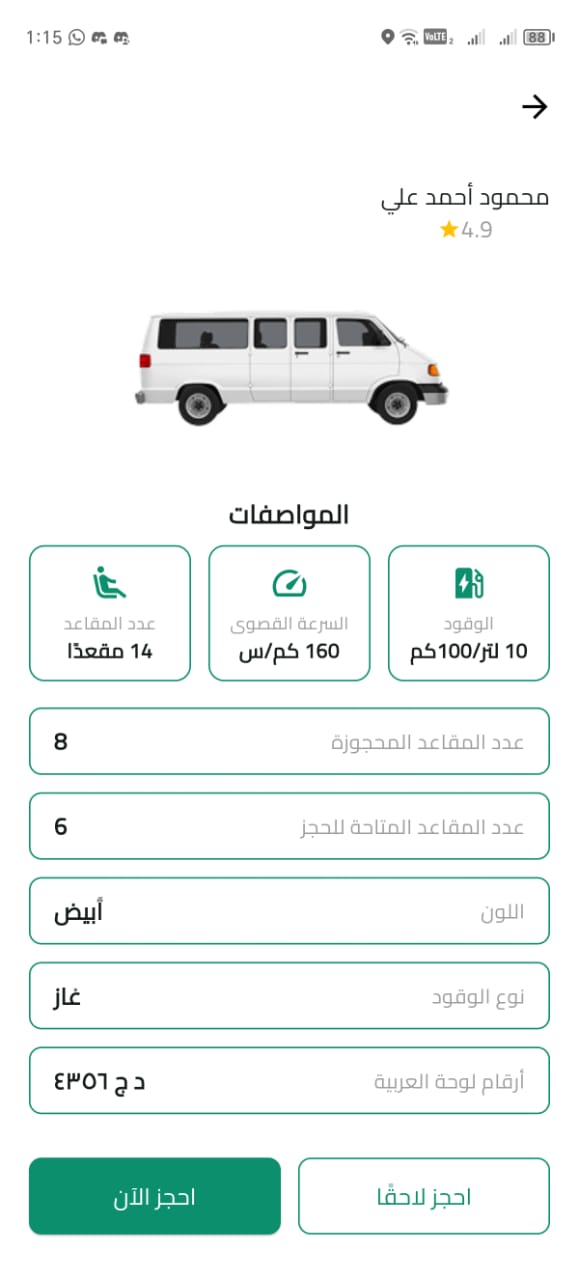 1:15 VoLTE 2 88
محمود أحمد علي
4.9
المواصفات
الوقود
10 لتر/100كم
السرعة القصوى
160 كم/س
عدد المقاعد
14 مقعدًا
عدد المقاعد المحجوزة 8
عدد المقاعد المتاحة للحجز 6
اللون أبيض
نوع الوقود غاز
أرقام لوحة العربية د ج ٤٣٥٦
احجز لاحقًا
احجز الآن